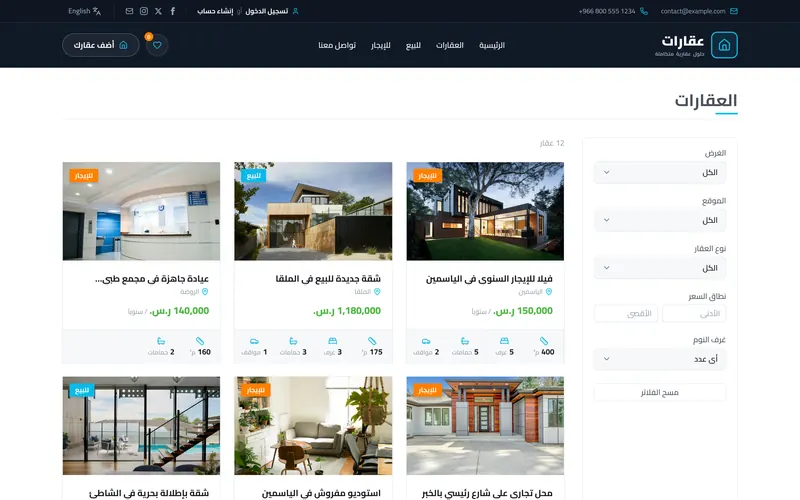 contact@example.com
+966 800 555 1234
تسجيل الدخول أو إنشاء حساب
English
عقارات
حلول عقارية متكاملة
الرئيسية
العقارات
للبيع
للإيجار
تواصل معنا
0
أضف عقارك
العقارات
الغرض
الكل
الموقع
الكل
نوع العقار
الكل
نطاق السعر
الأدنى
الأقصى
غرف النوم
أي عدد
مسح الفلاتر
12 عقار
للإيجار
فيلا للإيجار السنوي في الياسمين
الياسمين
150,000 ر.س. / سنوياً
400 م²
5 غرف
5 حمامات
2 مواقف
للبيع
شقة جديدة للبيع في الملقا
الملقا
1,180,000 ر.س.
175 م²
3 غرف
3 حمامات
1 مواقف
للإيجار
عيادة جاهزة في مجمع طبي...
الروضة
140,000 ر.س. / سنوياً
160 م²
2 حمامات
للإيجار
محل تجاري على شارع رئيسي بالخبر
للإيجار
استوديو مفروش في الياسمين
للبيع
شقة بإطلالة بحرية في الشاطئ